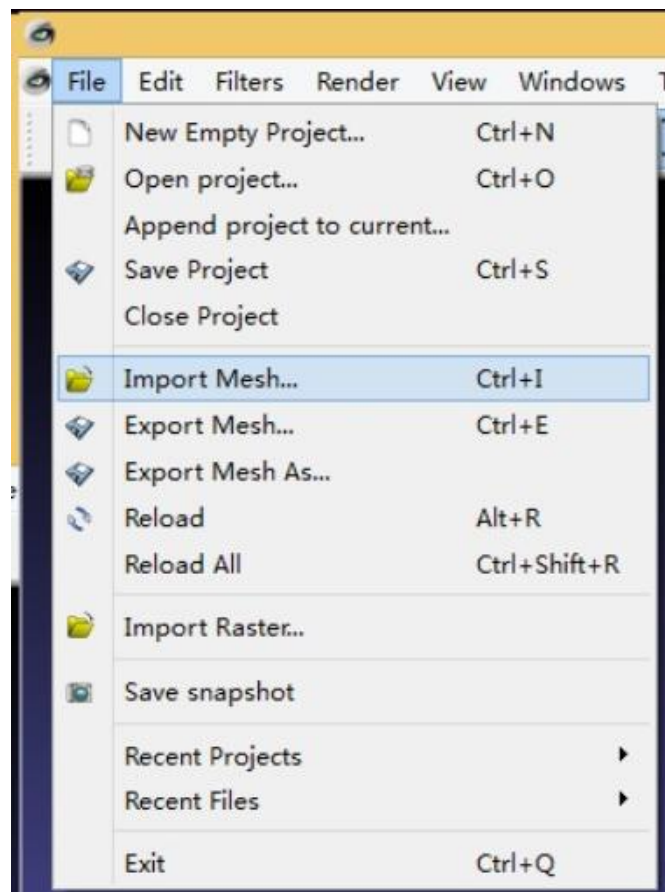 File Edit Filters Render View Windows
New Empty Project... Ctrl+N
Open project... Ctrl+O
Append project to current...
Save Project Ctrl+S
Close Project
Import Mesh... Ctrl+I
Export Mesh... Ctrl+E
Export Mesh As...
Reload Alt+R
Reload All Ctrl+Shift+R
Import Raster...
Save snapshot
Recent Projects
Recent Files
Exit Ctrl+Q